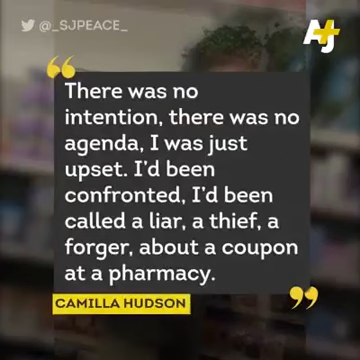 @_SJPEACE_
AJ+
“
There was no
intention, there was no
agenda, I was just
upset. I'd been
confronted, I'd been
called a liar, a thief, a
forger, about a coupon
at a pharmacy.
CAMILLA HUDSON
”